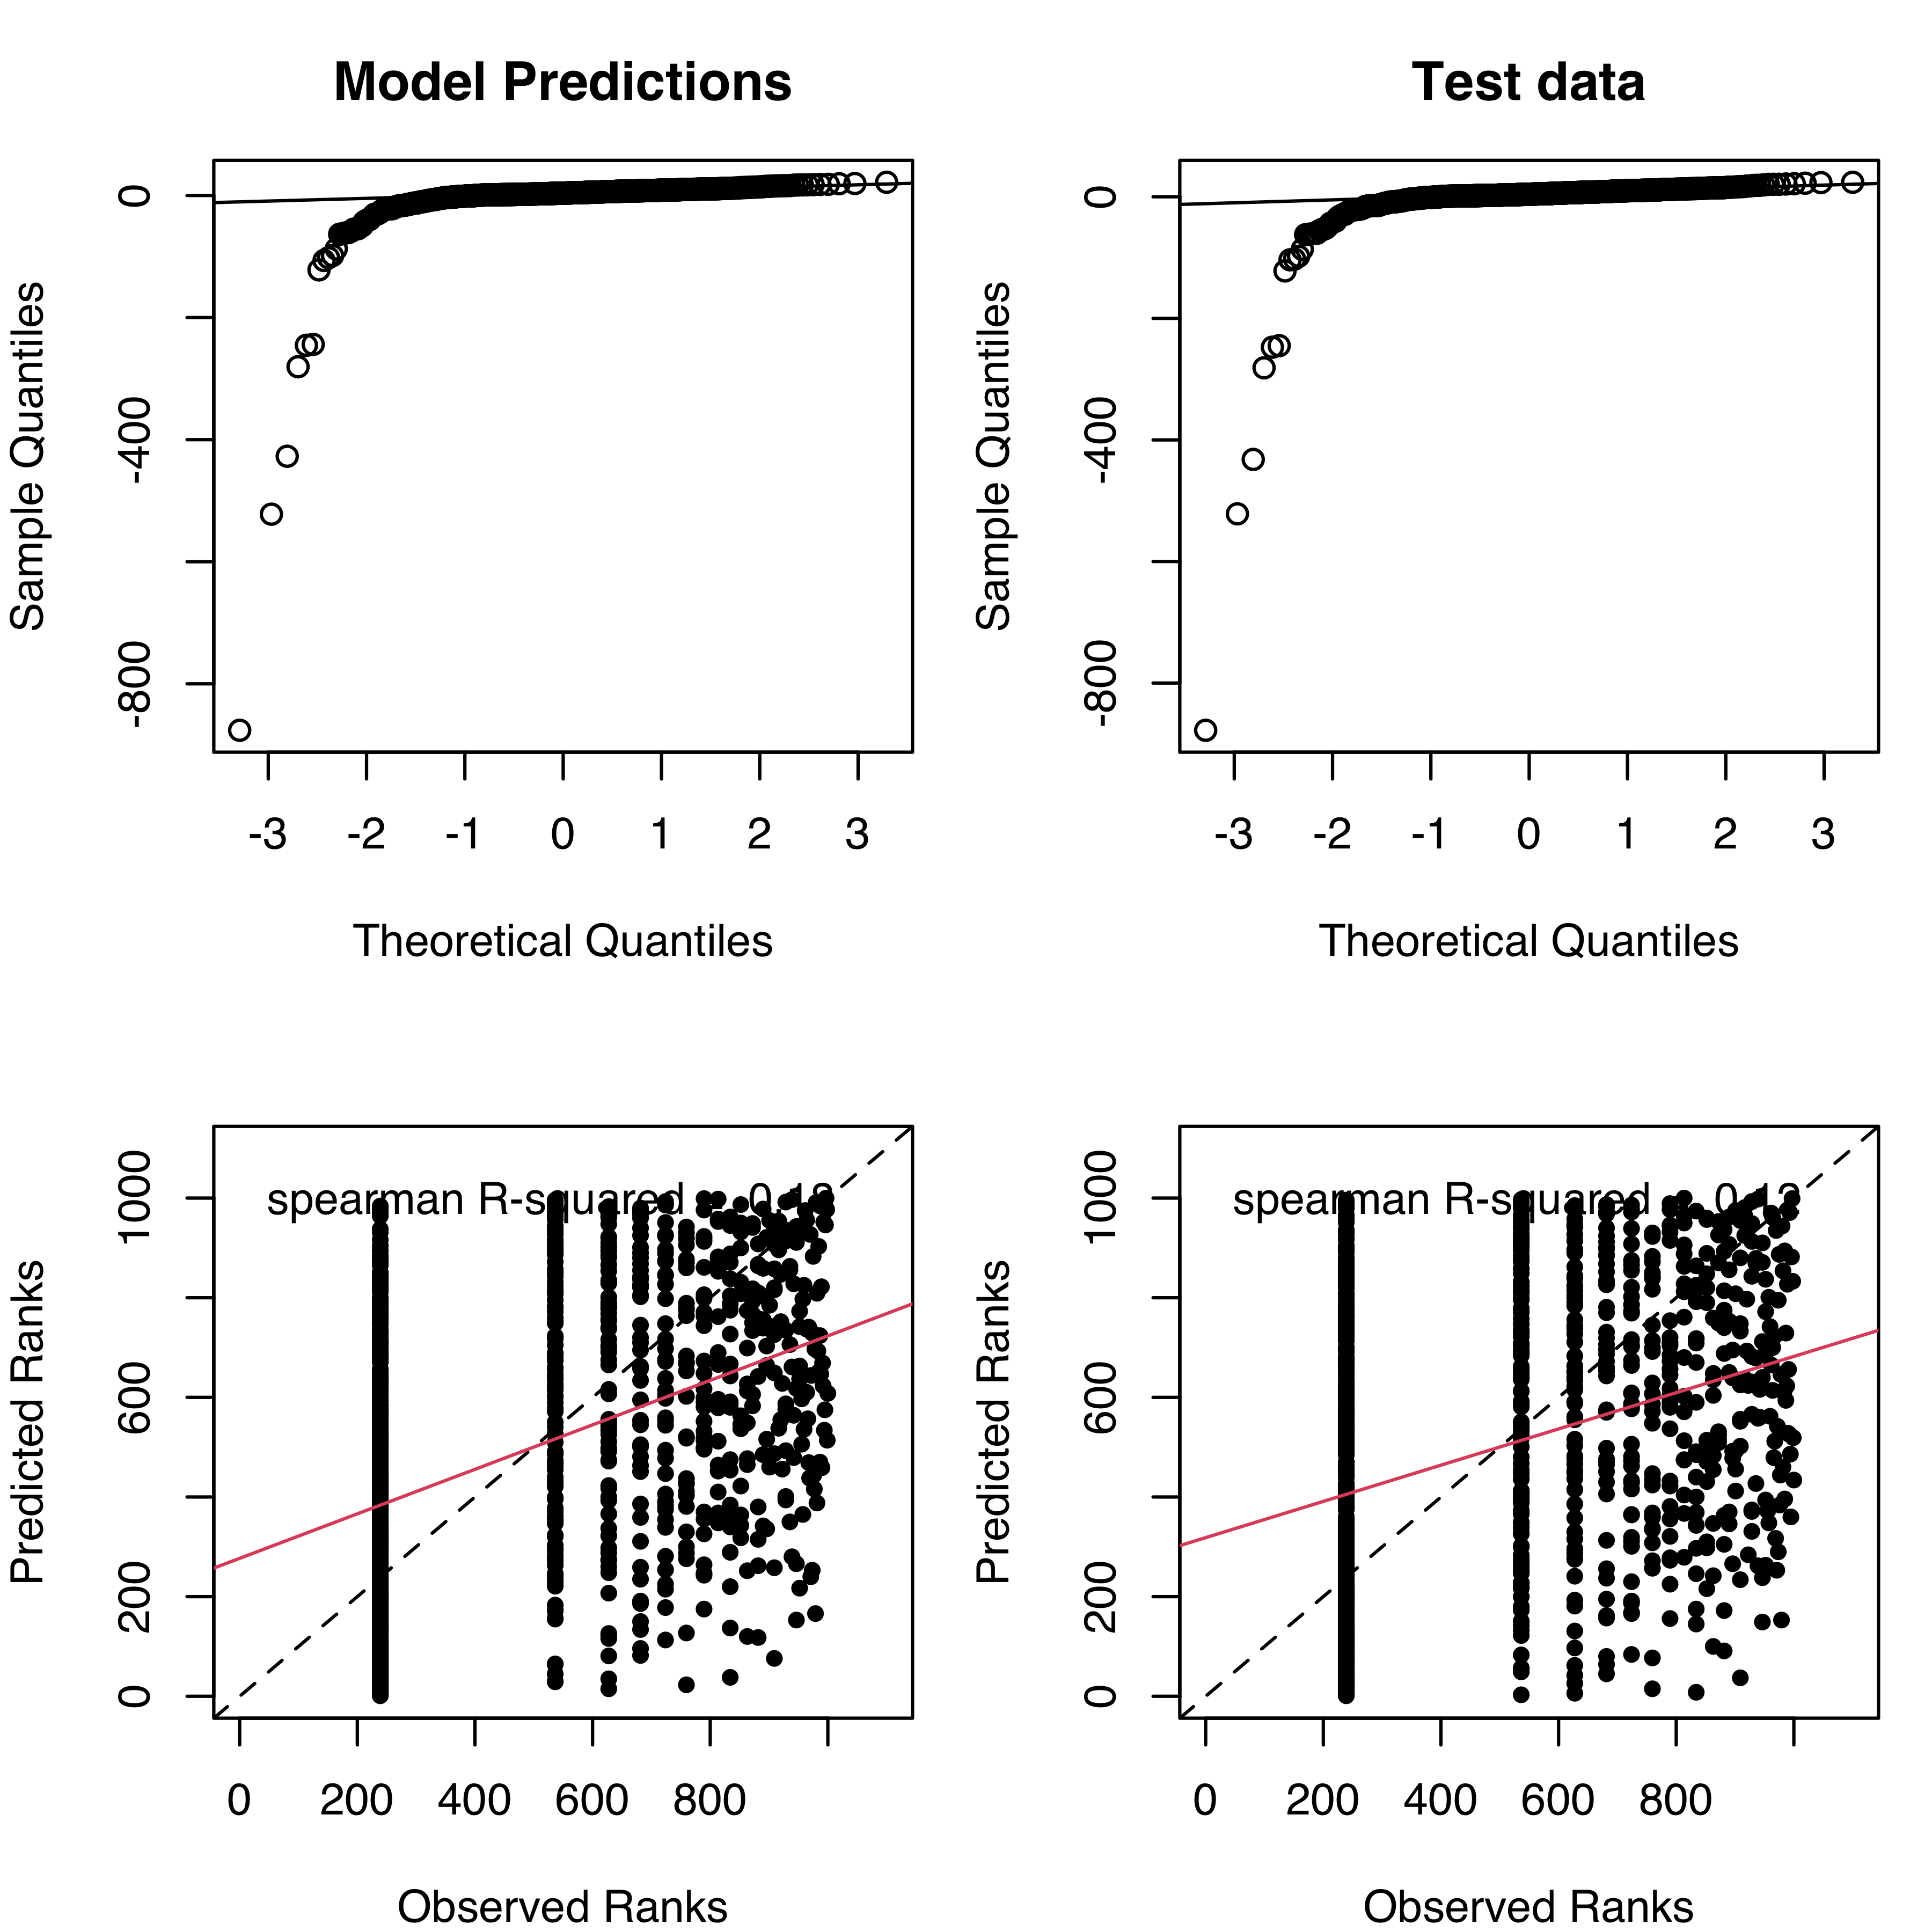 Model Predictions
Test data
Sample Quantiles
0
-400
-800
-3 -2 -1 0 1 2 3
Theoretical Quantiles
Sample Quantiles
0
-400
-800
-3 -2 -1 0 1 2 3
Theoretical Quantiles
Predicted Ranks
1000
600
200
0
spearman R-squared
0 200 400 600 800
Observed Ranks
Predicted Ranks
1000
600
200
0
spearman R-squared
0 200 400 600 800
Observed Ranks